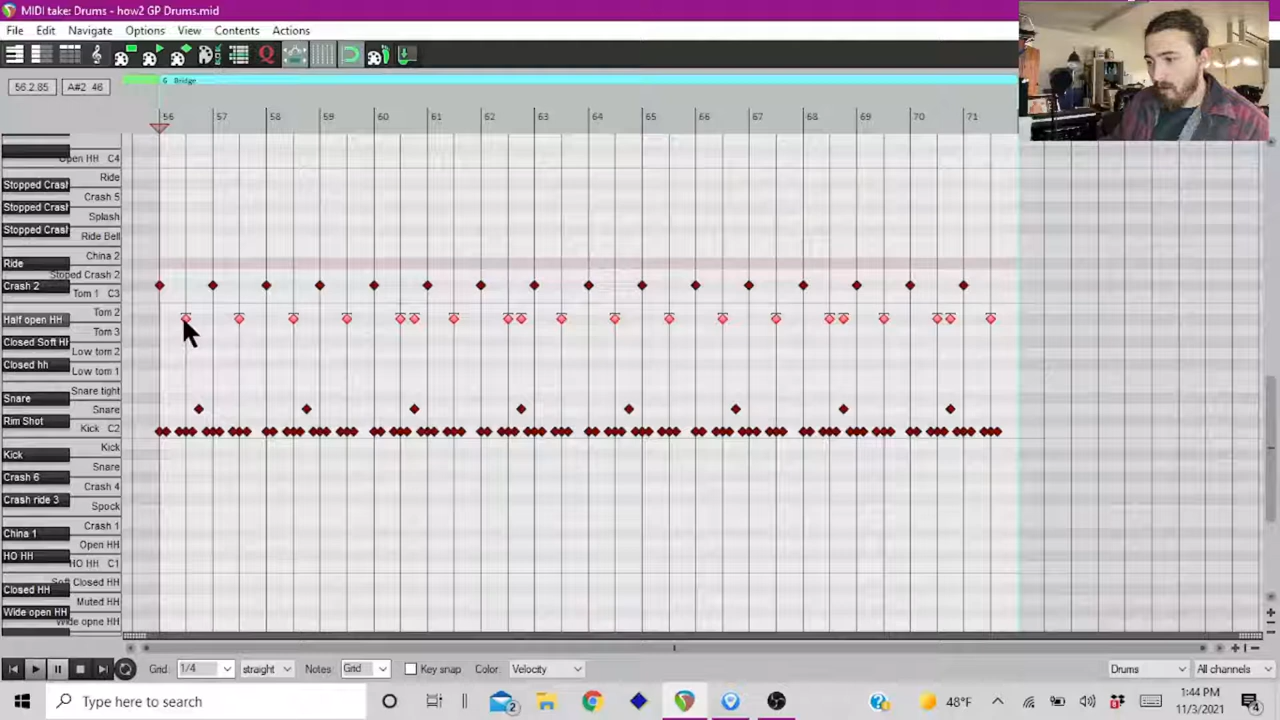 MIDI take: Drums - how2 GP Drums.mid
File Edit Navigate Options View Contents Actions
Q
56.2.85 A#2 46
G Bridge
56 57 58 59 60 61 62 63 64 65 66 67 68 69 70 71
Open HH C4
Ride
Stopped Crash
Crash 5
Stopped Crash
Splash
Stopped Crash
Ride Bell
China 2
Ride
Stoped Crash 2
Crash 2
Tom 1 C3
Tom 2
Half open HH
Tom 3
Closed Soft H
Low tom 2
Closed hh
Low tom 1
Snare tight
Snare
Snare
Rim Shot
Kick C2
Kick
Kick
Snare
Crash 6
Crash 4
Crash ride 3
Spock
Crash 1
China 1
Open HH
HO HH
HO HH C1
Soft Closed HH
Closed HH
Muted HH
Wide open HH
Wide opne HH
Grid: 1/4 straight Notes: Grid Key snap Color: Velocity Drums All channels
Type here to search
2
48°F
1:44 PM
11/3/2021
4